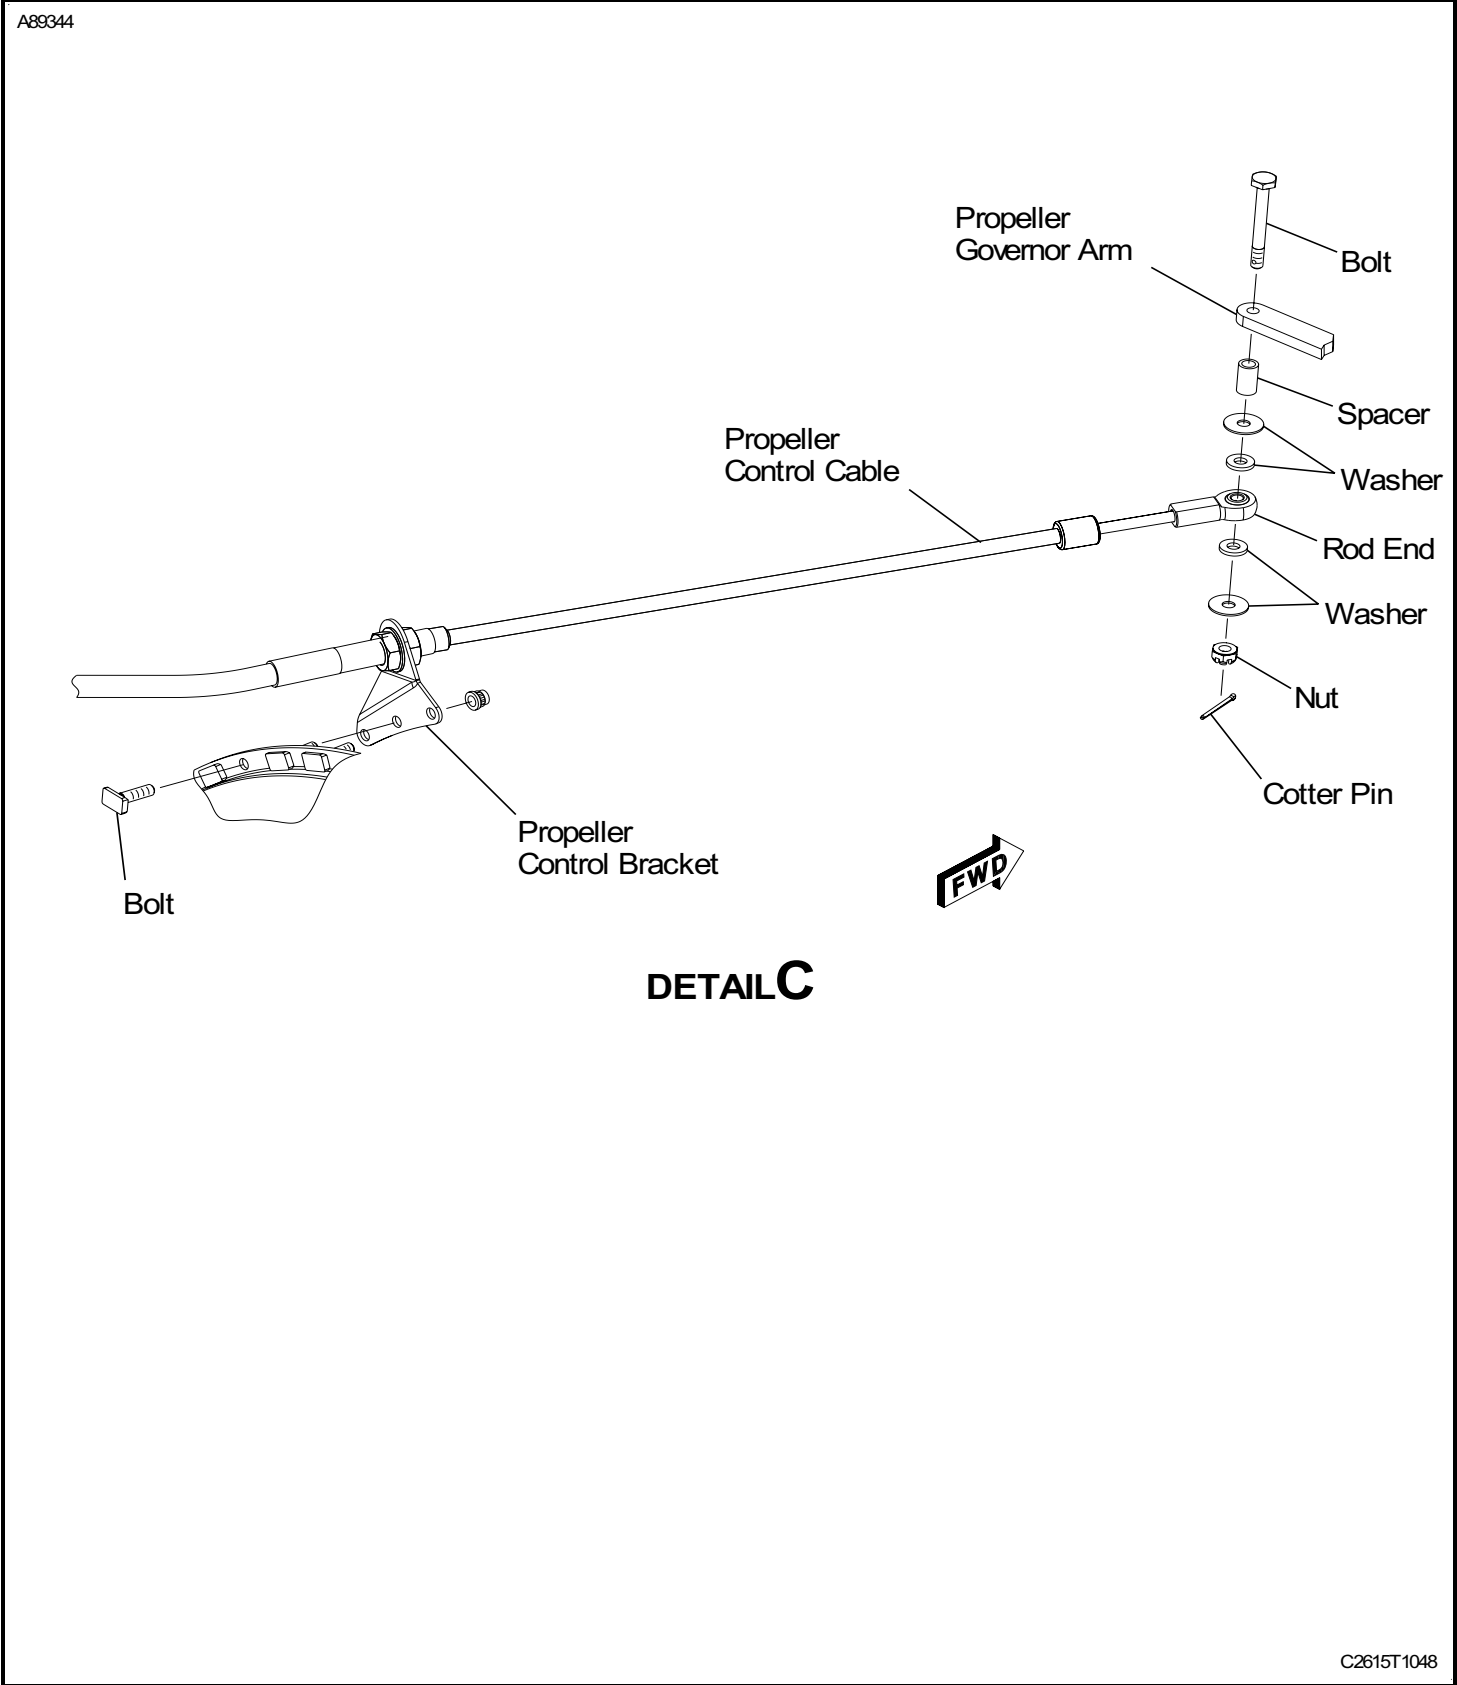 A89344
Propeller
Governor Arm
Bolt
Spacer
Propeller
Control Cable
Washer
Rod End
Washer
Nut
Cotter Pin
Propeller
Control Bracket
Bolt
FWD
DETAIL C
C2615T1048